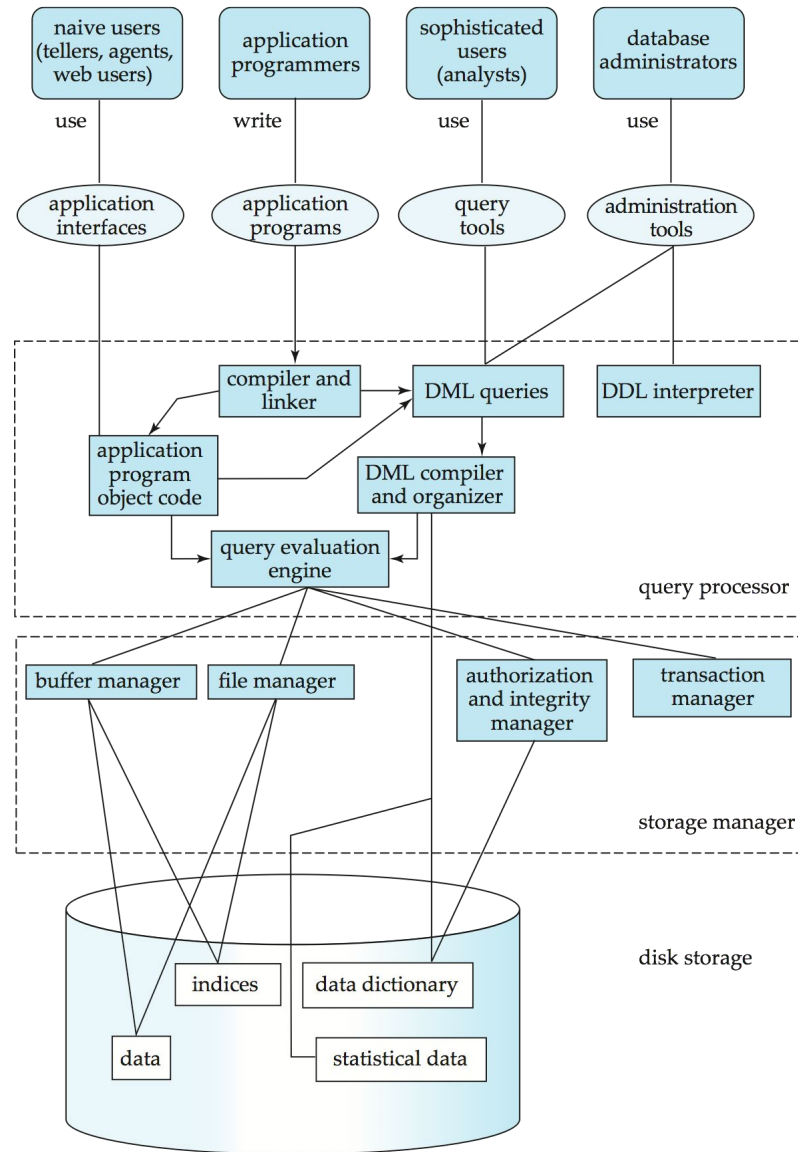 naive users
(tellers, agents,
web users)
application
programmers
sophisticated
users
(analysts)
database
administrators
use
write
use
use
application
interfaces
application
programs
query
tools
administration
tools
compiler and
linker
DML queries
DDL interpreter
application
program
object code
DML compiler
and organizer
query evaluation
engine
query processor
buffer manager
file manager
authorization
and integrity
manager
transaction
manager
storage manager
disk storage
indices
data dictionary
data
statistical data